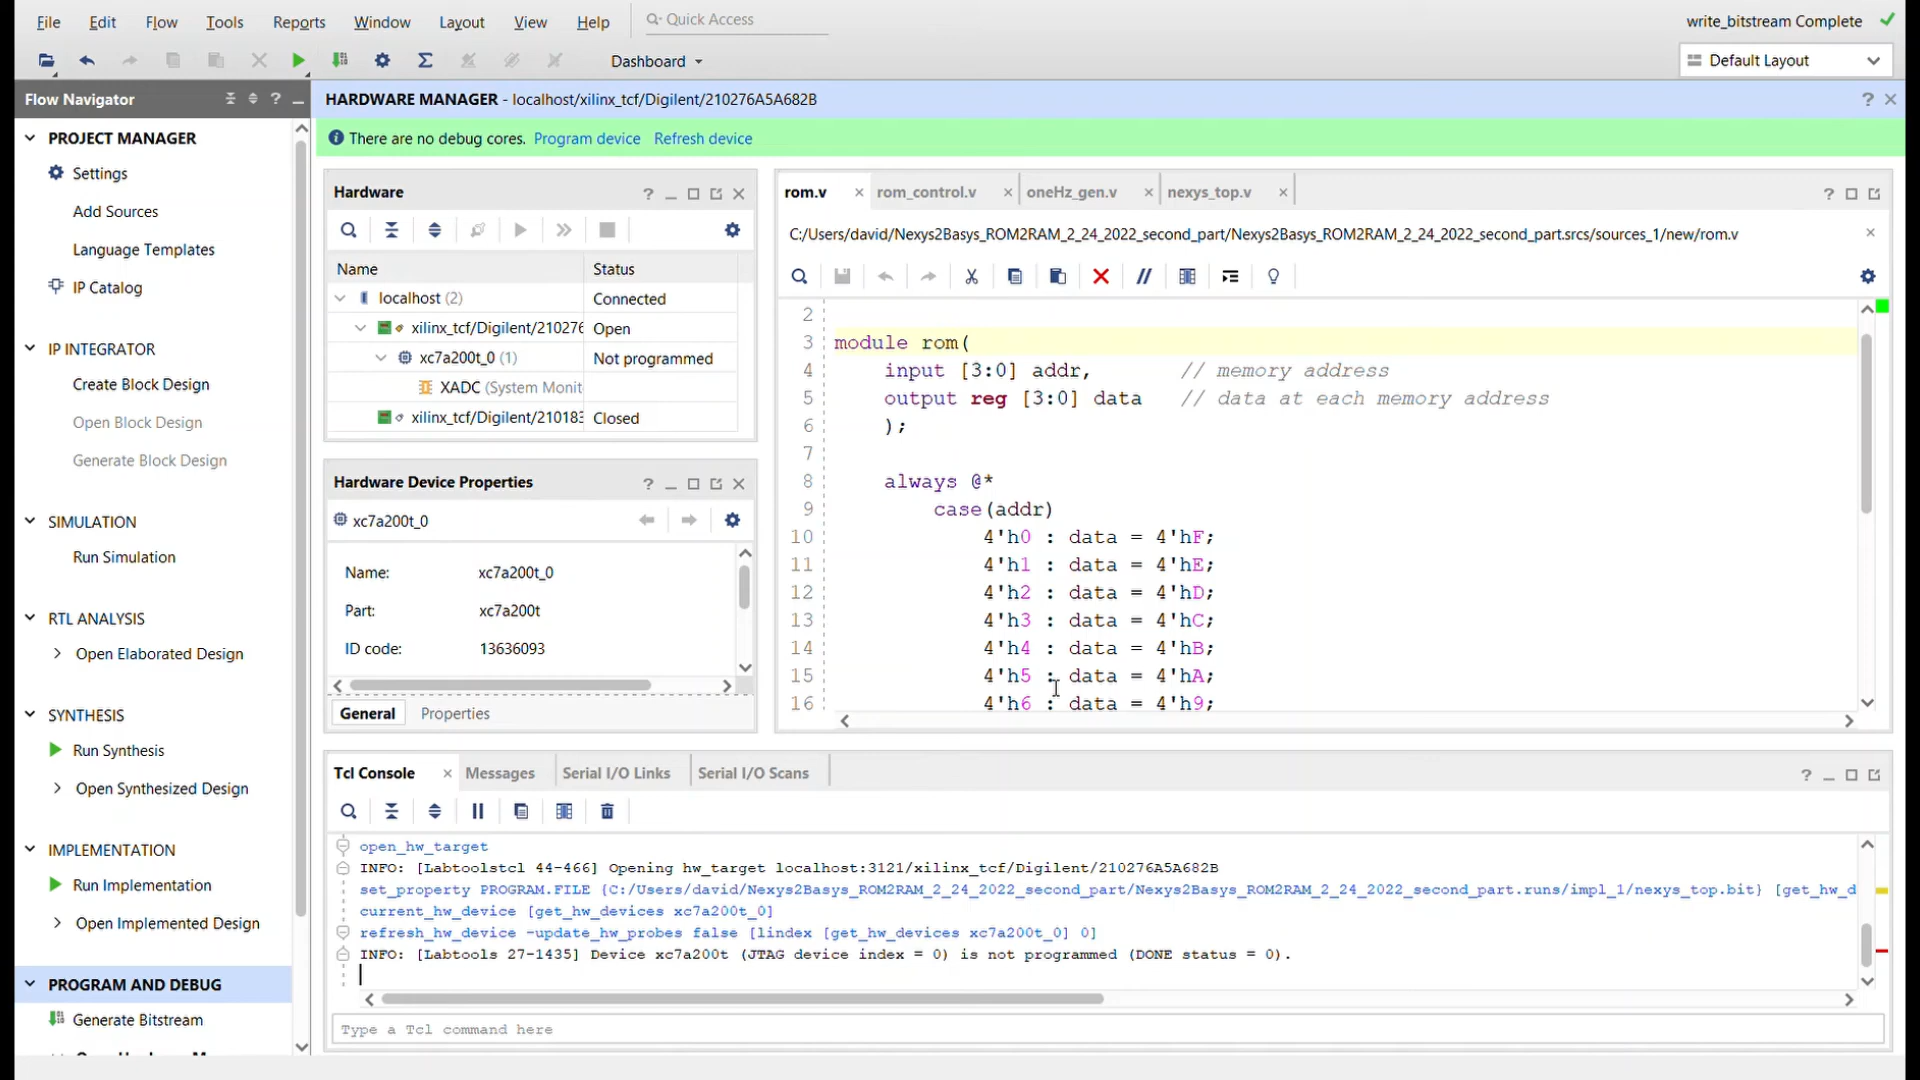 File Edit Flow Tools Reports Window Layout View Help Quick Access write_bitstream Complete
Dashboard Default Layout
Flow Navigator
HARDWARE MANAGER - localhost/xilinx_tcf/Digilent/210276A5A682B
There are no debug cores. Program device Refresh device
PROJECT MANAGER
Settings
Add Sources
Language Templates
IP Catalog
IP INTEGRATOR
Create Block Design
Open Block Design
Generate Block Design
SIMULATION
Run Simulation
RTL ANALYSIS
Open Elaborated Design
SYNTHESIS
Run Synthesis
Open Synthesized Design
IMPLEMENTATION
Run Implementation
Open Implemented Design
PROGRAM AND DEBUG
Generate Bitstream
Hardware
Name Status
localhost (2) Connected
xilinx_tcf/Digilent/210276 Open
xc7a200t_0 (1) Not programmed
XADC (System Monit
xilinx_tcf/Digilent/210183 Closed
Hardware Device Properties
xc7a200t_0
Name: xc7a200t_0
Part: xc7a200t
ID code: 13636093
General Properties
rom.v rom_control.v oneHz_gen.v nexys_top.v
C:/Users/david/Nexys2Basys_ROM2RAM_2_24_2022_second_part/Nexys2Basys_ROM2RAM_2_24_2022_second_part.srcs/sources_1/new/rom.v
2
3 module rom(
4 input [3:0] addr, // memory address
5 output reg [3:0] data // data at each memory address
6 );
7
8 always @*
9 case(addr)
10 4'h0 : data = 4'hF;
11 4'h1 : data = 4'hE;
12 4'h2 : data = 4'hD;
13 4'h3 : data = 4'hC;
14 4'h4 : data = 4'hB;
15 4'h5 : data = 4'hA;
16 4'h6 : data = 4'h9;
Tcl Console Messages Serial I/O Links Serial I/O Scans
open_hw_target
INFO: [Labtoolstcl 44-466] Opening hw_target localhost:3121/xilinx_tcf/Digilent/210276A5A682B
set_property PROGRAM.FILE {C:/Users/david/Nexys2Basys_ROM2RAM_2_24_2022_second_part/Nexys2Basys_ROM2RAM_2_24_2022_second_part.runs/impl_1/nexys_top.bit} [get_hw_d
current_hw_device [get_hw_devices xc7a200t_0]
refresh_hw_device -update_hw_probes false [lindex [get_hw_devices xc7a200t_0] 0]
INFO: [Labtools 27-1435] Device xc7a200t (JTAG device index = 0) is not programmed (DONE status = 0).
Type a Tcl command here